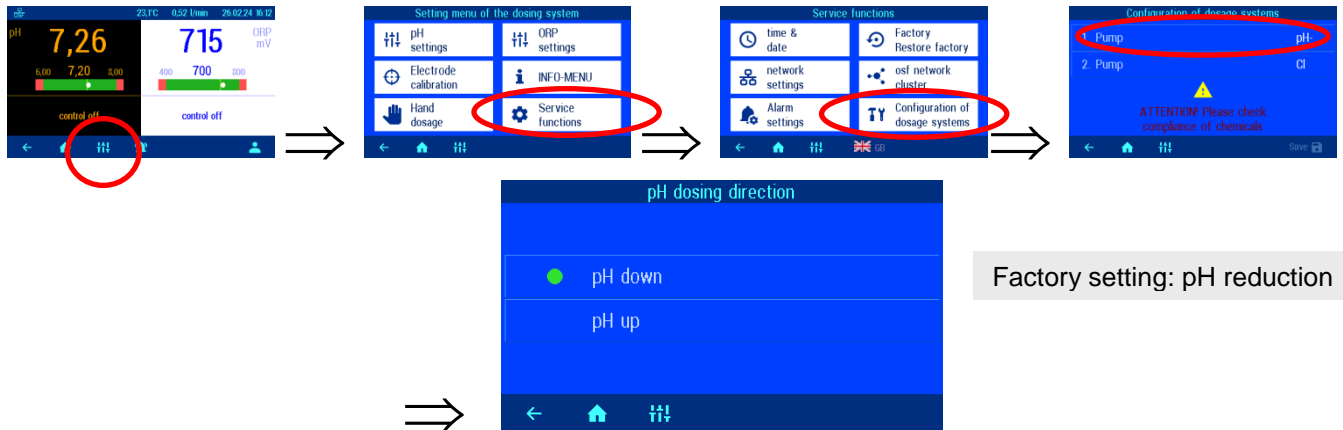 23,1°C 0,52 l/min 26.02.24 16:12
pH
7,26
6,00 7,20 8,00
control off
715
ORP
mV
400 700 800
control off
Setting menu of the dosing system
pH
settings
ORP
settings
Electrode
calibration
INFO-MENU
Hand
dosage
Service
functions
Service functions
time &
date
Factory
Restore factory
network
settings
osf network
cluster
Alarm
settings
Configuration of
dosage systems
GB
Configuration of dosage systems
1. Pump pH-
2. Pump Cl
ATTENTION! Please check
compliance of chemicals
Save
pH dosing direction
pH down
pH up
Factory setting: pH reduction